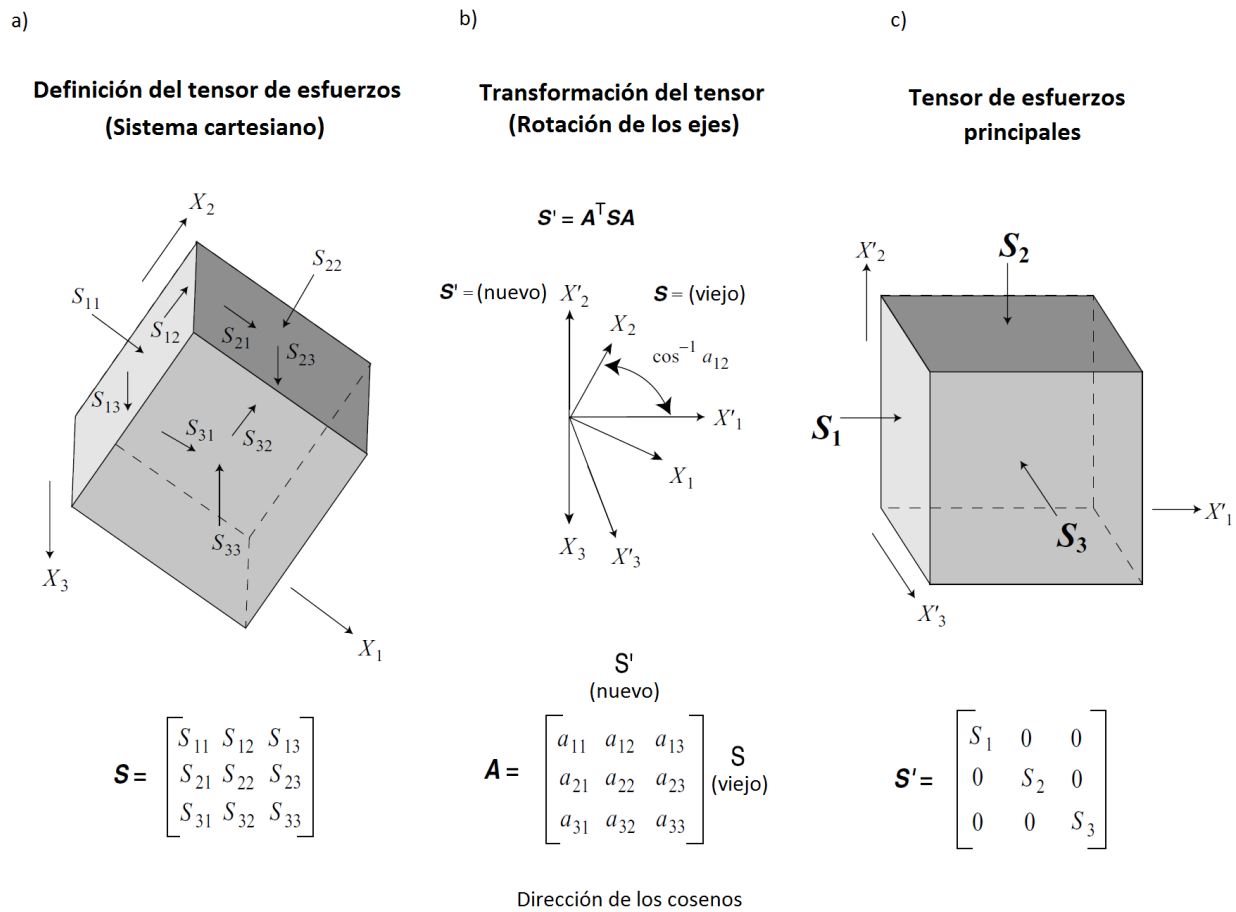 a)
Definición del tensor de esfuerzos
(Sistema cartesiano)
X₂
S₂₂
S₁₁
S₁₂
S₂₁
S₂₃
S₁₃
S₃₁
S₃₂
S₃₃
X₃
X₁
S =
S₁₁ S₁₂ S₁₃
S₂₁ S₂₂ S₂₃
S₃₁ S₃₂ S₃₃
b)
Transformación del tensor
(Rotación de los ejes)
S' = AᵀSA
S' = (nuevo)
X'₂
S = (viejo)
X₂
cos⁻¹ a₁₂
X'₁
X₁
X₃
X'₃
S'
(nuevo)
A =
a₁₁ a₁₂ a₁₃
a₂₁ a₂₂ a₂₃
a₃₁ a₃₂ a₃₃
S
(viejo)
Dirección de los cosenos
c)
Tensor de esfuerzos
principales
X'₂
S₂
S₁
S₃
X'₁
X'₃
S' =
S₁ 0 0
0 S₂ 0
0 0 S₃